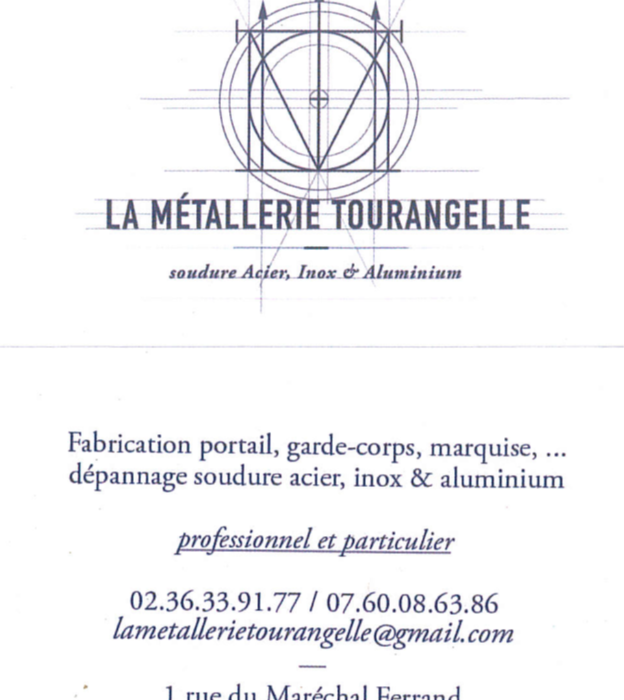 LA MÉTALLERIE TOURANGELLE
soudure Acier, Inox & Aluminium
Fabrication portail, garde-corps, marquise, ...
dépannage soudure acier, inox & aluminium
professionnel et particulier
02.36.33.91.77 / 07.60.08.63.86
lametallerietourangelle@gmail.com
1 rue du Maréchal Ferrand